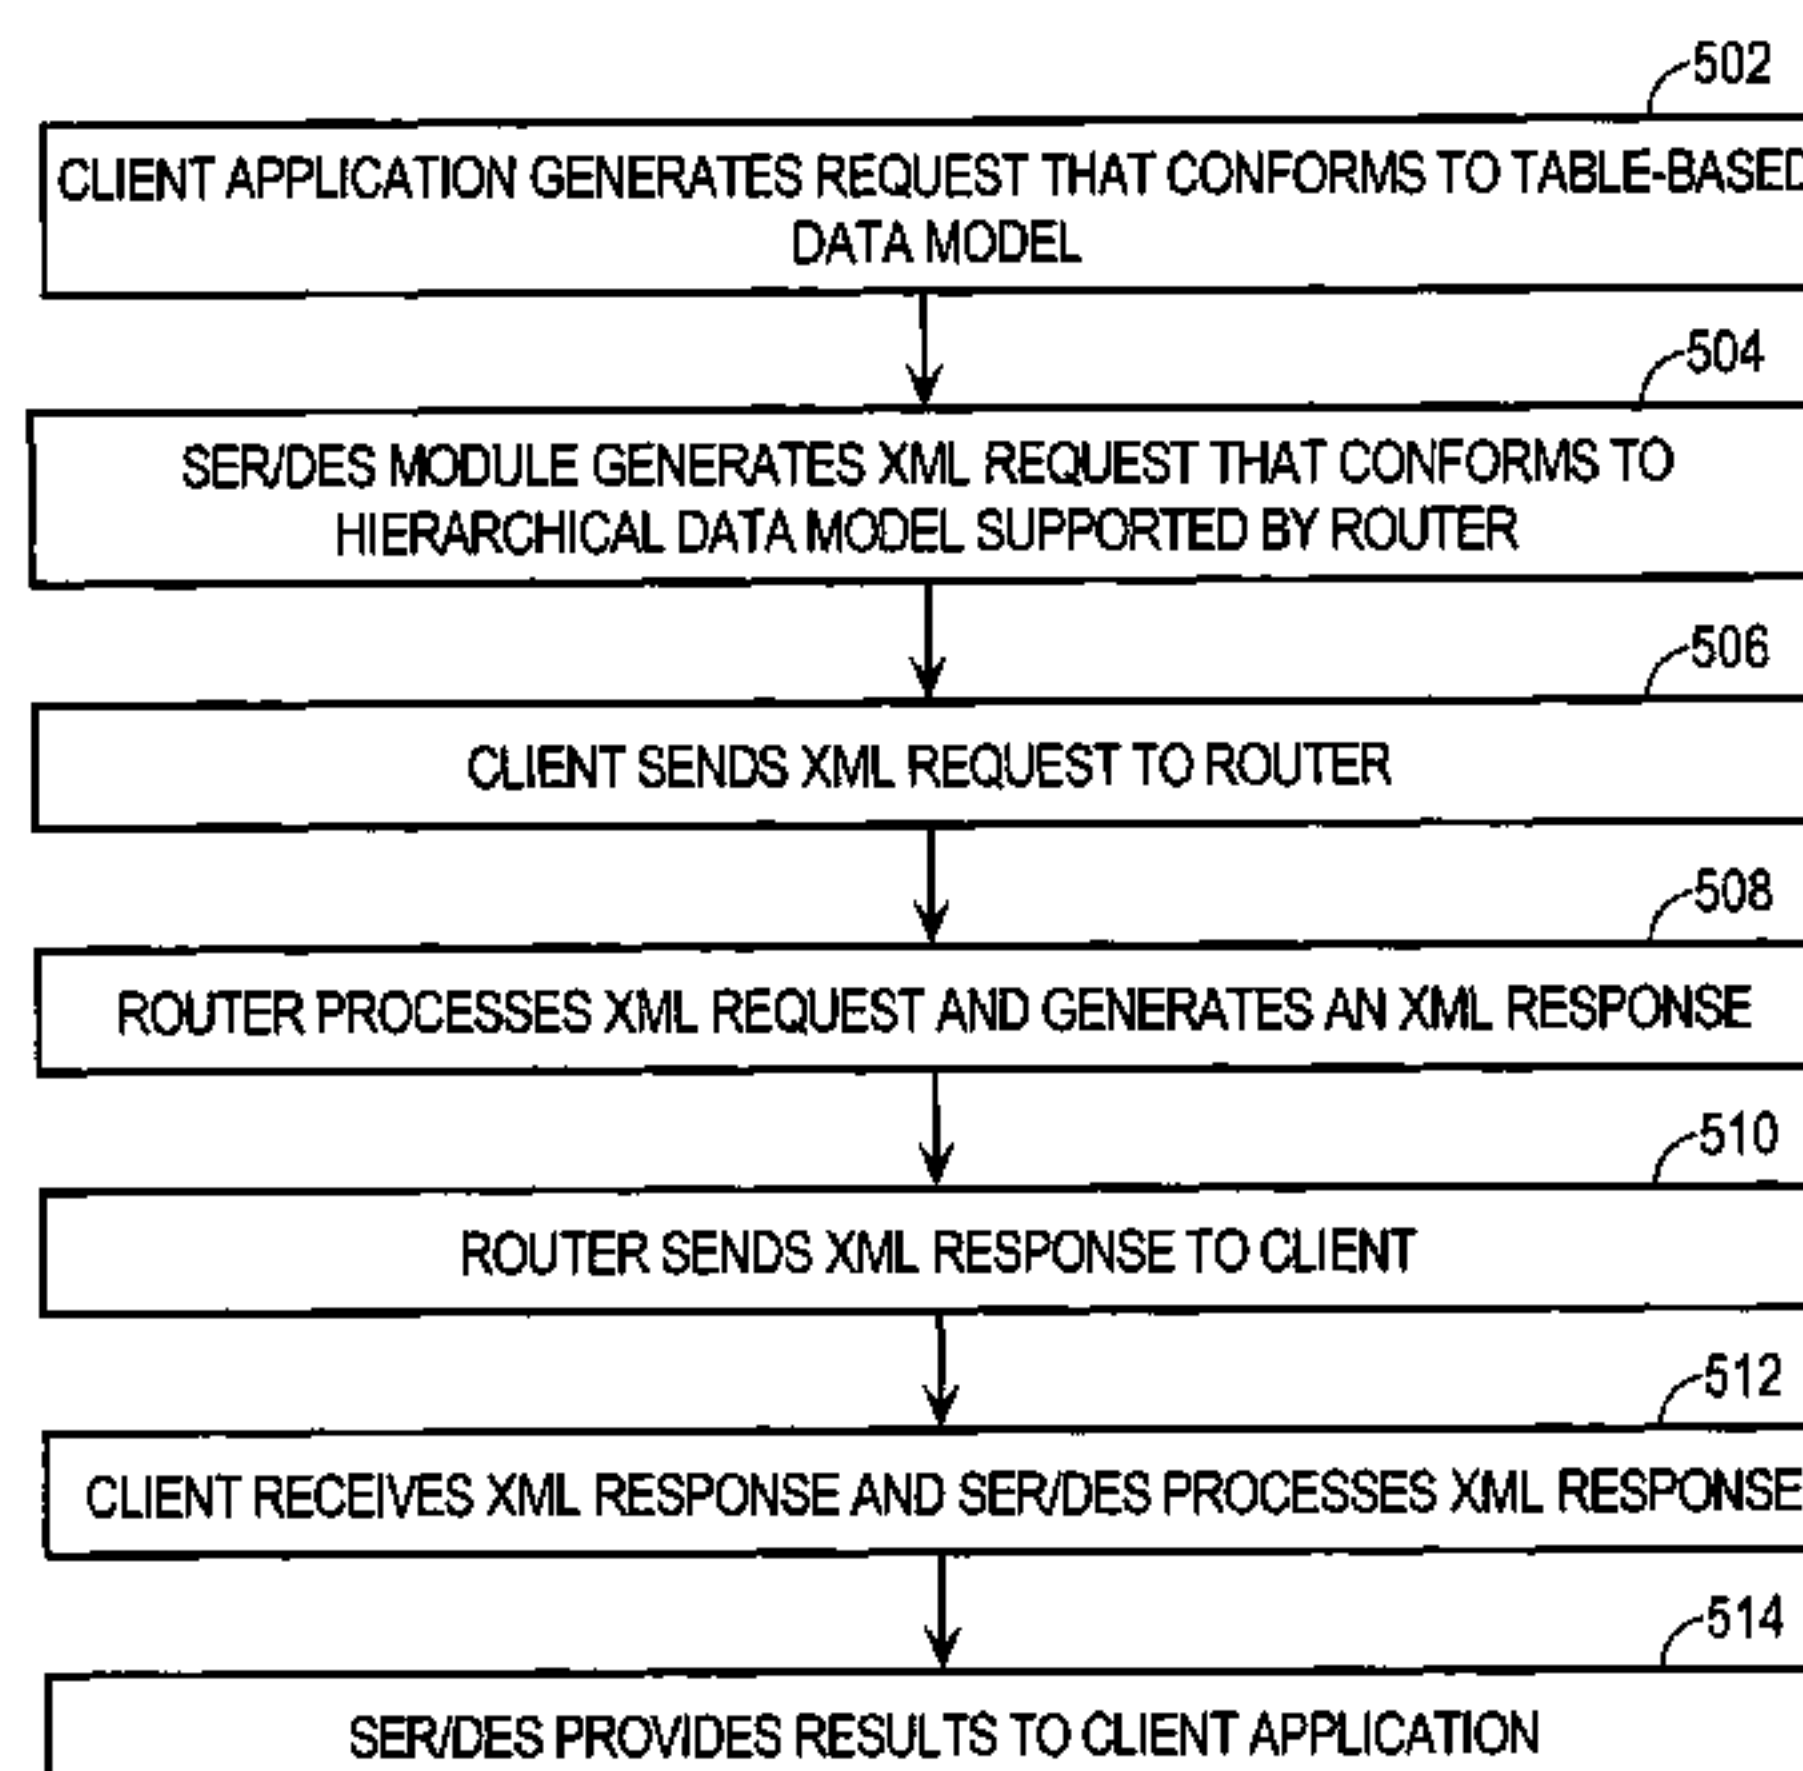 502
CLIENT APPLICATION GENERATES REQUEST THAT CONFORMS TO TABLE-BASED
DATA MODEL
504
SER/DES MODULE GENERATES XML REQUEST THAT CONFORMS TO
HIERARCHICAL DATA MODEL SUPPORTED BY ROUTER
506
CLIENT SENDS XML REQUEST TO ROUTER
508
ROUTER PROCESSES XML REQUEST AND GENERATES AN XML RESPONSE
510
ROUTER SENDS XML RESPONSE TO CLIENT
512
CLIENT RECEIVES XML RESPONSE AND SER/DES PROCESSES XML RESPONSE
514
SER/DES PROVIDES RESULTS TO CLIENT APPLICATION